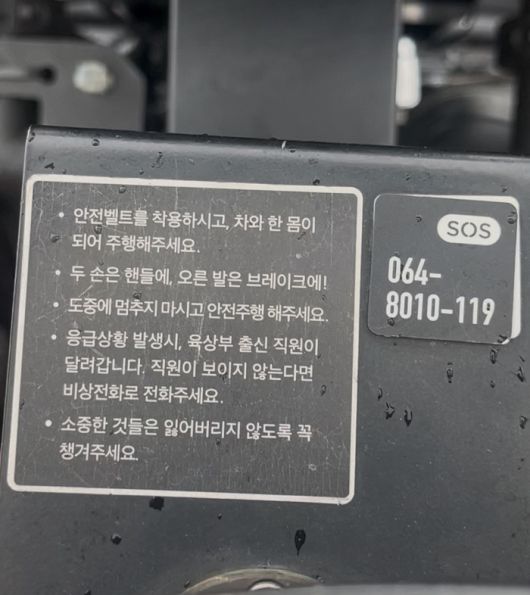 • 안전벨트를 착용하시고, 차와 한 몸이
되어 주행해주세요.
• 두 손은 핸들에, 오른 발은 브레이크에!
• 도중에 멈추지 마시고 안전주행 해주세요.
• 응급상황 발생시, 육상부 출신 직원이
달려갑니다. 직원이 보이지 않는다면
비상전화로 전화주세요.
• 소중한 것들은 잃어버리지 않도록 꼭
챙겨주세요.
SOS
064-
8010-119